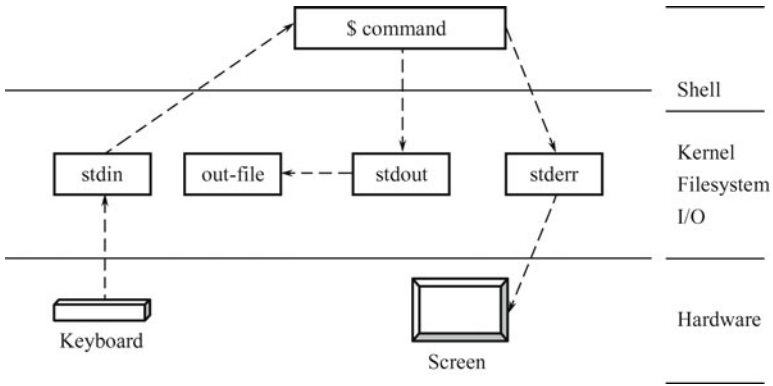 $ command
Shell
stdin
out-file
stdout
stderr
Kernel
Filesystem
I/O
Keyboard
Screen
Hardware